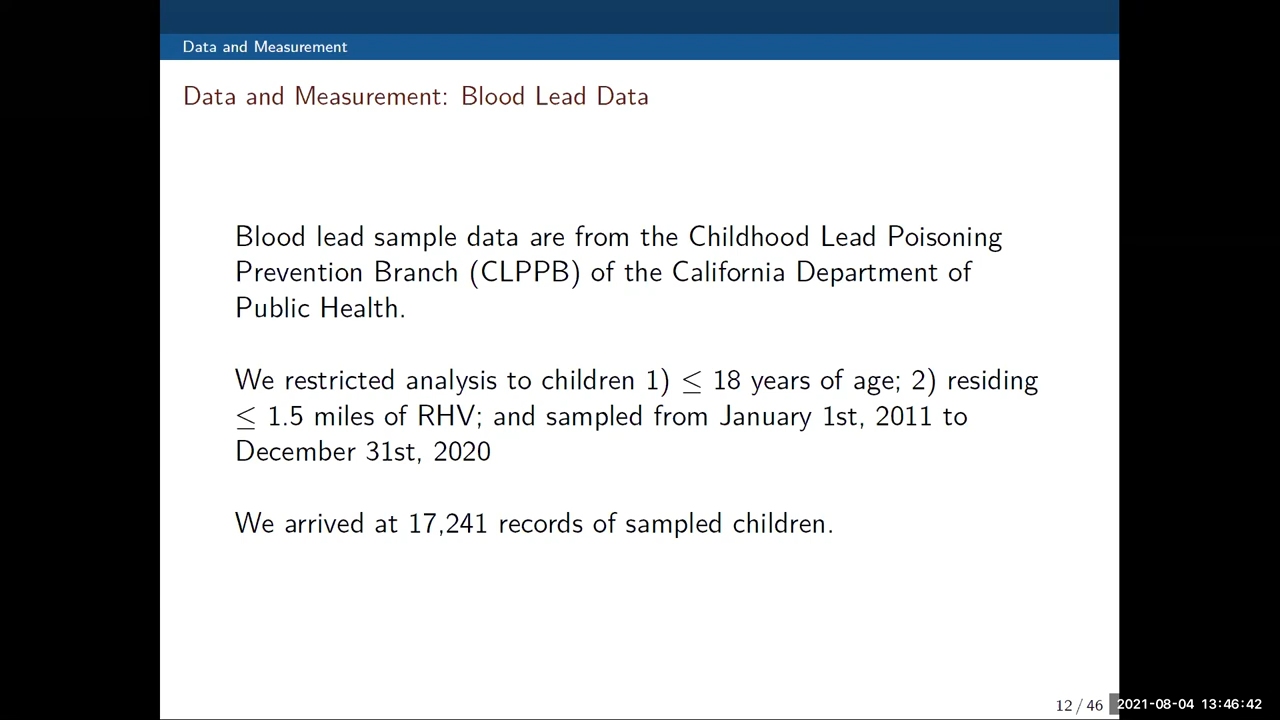 Data and Measurement
Data and Measurement: Blood Lead Data
Blood lead sample data are from the Childhood Lead Poisoning
Prevention Branch (CLPPB) of the California Department of
Public Health.
We restricted analysis to children 1) ≤ 18 years of age; 2) residing
≤ 1.5 miles of RHV; and sampled from January 1st, 2011 to
December 31st, 2020
We arrived at 17,241 records of sampled children.
12 / 46
2021-08-04 13:46:42